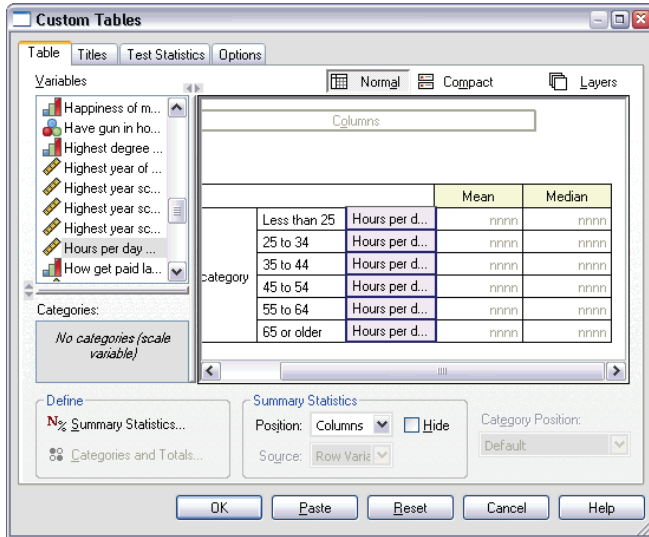 Custom Tables
Table Titles Test Statistics Options
Variables
Normal Compact Layers
Happiness of m...
Have gun in ho...
Highest degree ...
Highest year of ...
Highest year sc...
Highest year sc...
Highest year sc...
Hours per day ...
How get paid la...
Columns
Mean Median
category
Less than 25 Hours per d... nnnn nnnn
25 to 34 Hours per d... nnnn nnnn
35 to 44 Hours per d... nnnn nnnn
45 to 54 Hours per d... nnnn nnnn
55 to 64 Hours per d... nnnn nnnn
65 or older Hours per d... nnnn nnnn
Categories:
No categories (scale
variable)
Define
N% Summary Statistics...
Categories and Totals...
Summary Statistics
Position: Columns Hide
Source: Row Varia
Category Position:
Default
OK Paste Reset Cancel Help